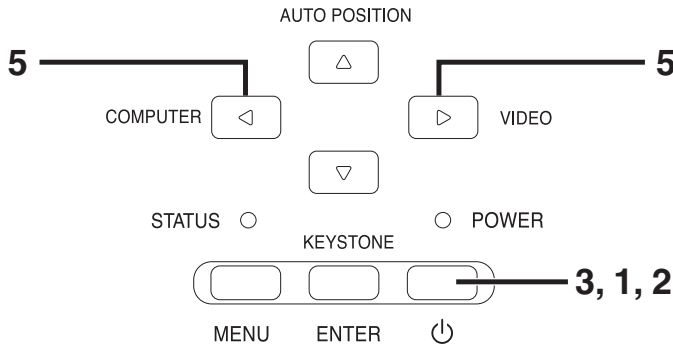 AUTO POSITION
5
5
COMPUTER
VIDEO
STATUS
POWER
KEYSTONE
3, 1, 2
MENU
ENTER